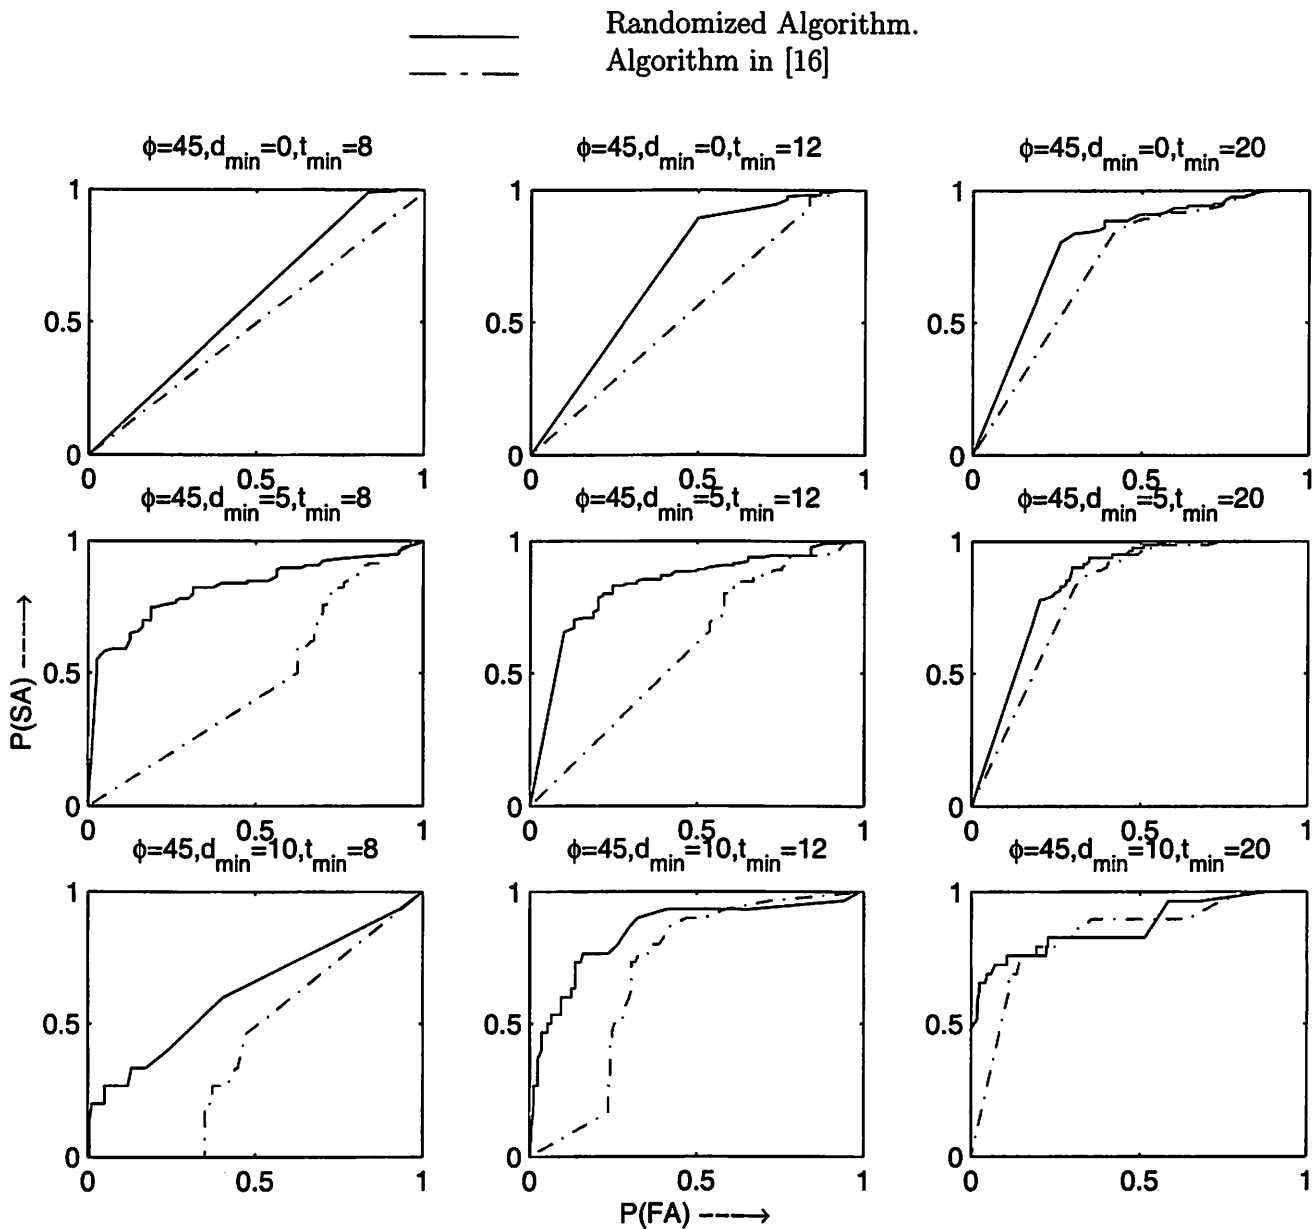 Randomized Algorithm.
Algorithm in [16]
ϕ=45,d_min=0,t_min=8
ϕ=45,d_min=0,t_min=12
ϕ=45,d_min=0,t_min=20
1
0.5
0
0 0.5 1
1
0.5
0
0 0.5 1
1
0.5
0
0 0.5 1
ϕ=45,d_min=5,t_min=8
ϕ=45,d_min=5,t_min=12
ϕ=45,d_min=5,t_min=20
P(SA) ---->
1
0.5
0
0 0.5 1
1
0.5
0
0 0.5 1
1
0.5
0
0 0.5 1
ϕ=45,d_min=10,t_min=8
ϕ=45,d_min=10,t_min=12
ϕ=45,d_min=10,t_min=20
1
0.5
0
0 0.5 1
1
0.5
0
0 0.5 1
1
0.5
0
0 0.5 1
P(FA) ---->